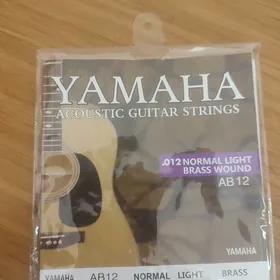 YAMAHA
ACOUSTIC GUITAR STRINGS
.012 NORMAL LIGHT
BRASS WOUND
AB12
YAMAHA
YAMAHA AB12 NORMAL LIGHT BRASS